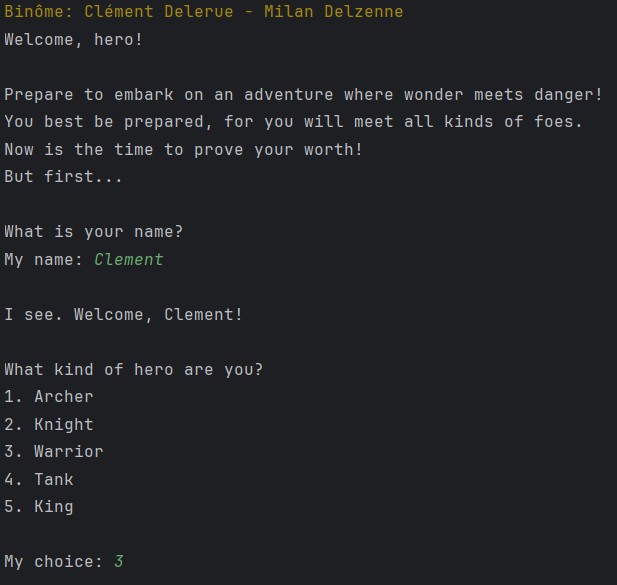 Binôme: Clément Delerue - Milan Delzenne
Welcome, hero!
Prepare to embark on an adventure where wonder meets danger!
You best be prepared, for you will meet all kinds of foes.
Now is the time to prove your worth!
But first...
What is your name?
My name: Clement
I see. Welcome, Clement!
What kind of hero are you?
1. Archer
2. Knight
3. Warrior
4. Tank
5. King
My choice: 3